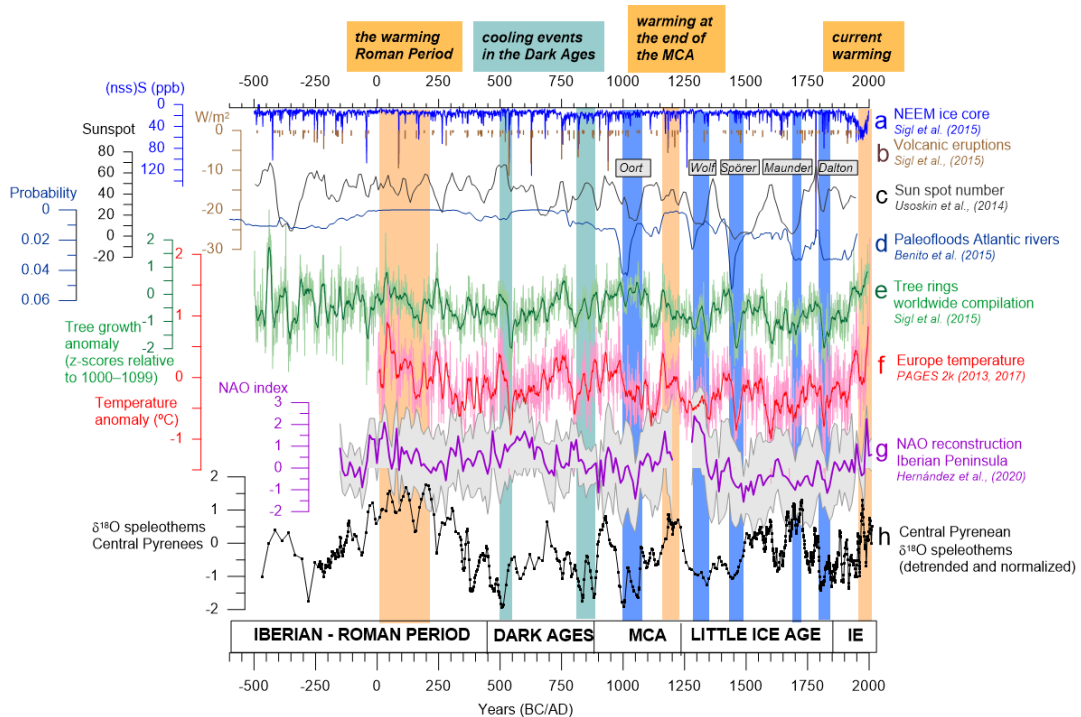 the warming
Roman Period
cooling events
in the Dark Ages
warming at
the end of
the MCA
current
warming
-500 -250 0 250 500 750 1000 1250 1500 1750 2000
(nss)S (ppb)
0
40
80
120
W/m²
0
-10
-20
-30
Sunspot
80
60
40
20
0
-20
Probability
0
0.02
0.04
0.06
2
1
0
-1
-2
Tree growth
anomaly
(z-scores relative
to 1000–1099)
2
1
0
-1
Temperature
anomaly (ºC)
NAO index
3
2
1
0
-1
-2
2
1
0
-1
-2
δ¹⁸O speleothems
Central Pyrenees
Oort
Wolf
Spörer
Maunder
Dalton
a NEEM ice core
Sigl et al. (2015)
b Volcanic eruptions
Sigl et al., (2015)
c Sun spot number
Usoskin et al., (2014)
d Paleofloods Atlantic rivers
Benito et al. (2015)
e Tree rings
worldwide compilation
Sigl et al. (2015)
f Europe temperature
PAGES 2k (2013, 2017)
g NAO reconstruction
Iberian Peninsula
Hernández et al., (2020)
h Central Pyrenean
δ¹⁸O speleothems
(detrended and normalized)
IBERIAN - ROMAN PERIOD DARK AGES MCA LITTLE ICE AGE IE
-500 -250 0 250 500 750 1000 1250 1500 1750 2000
Years (BC/AD)